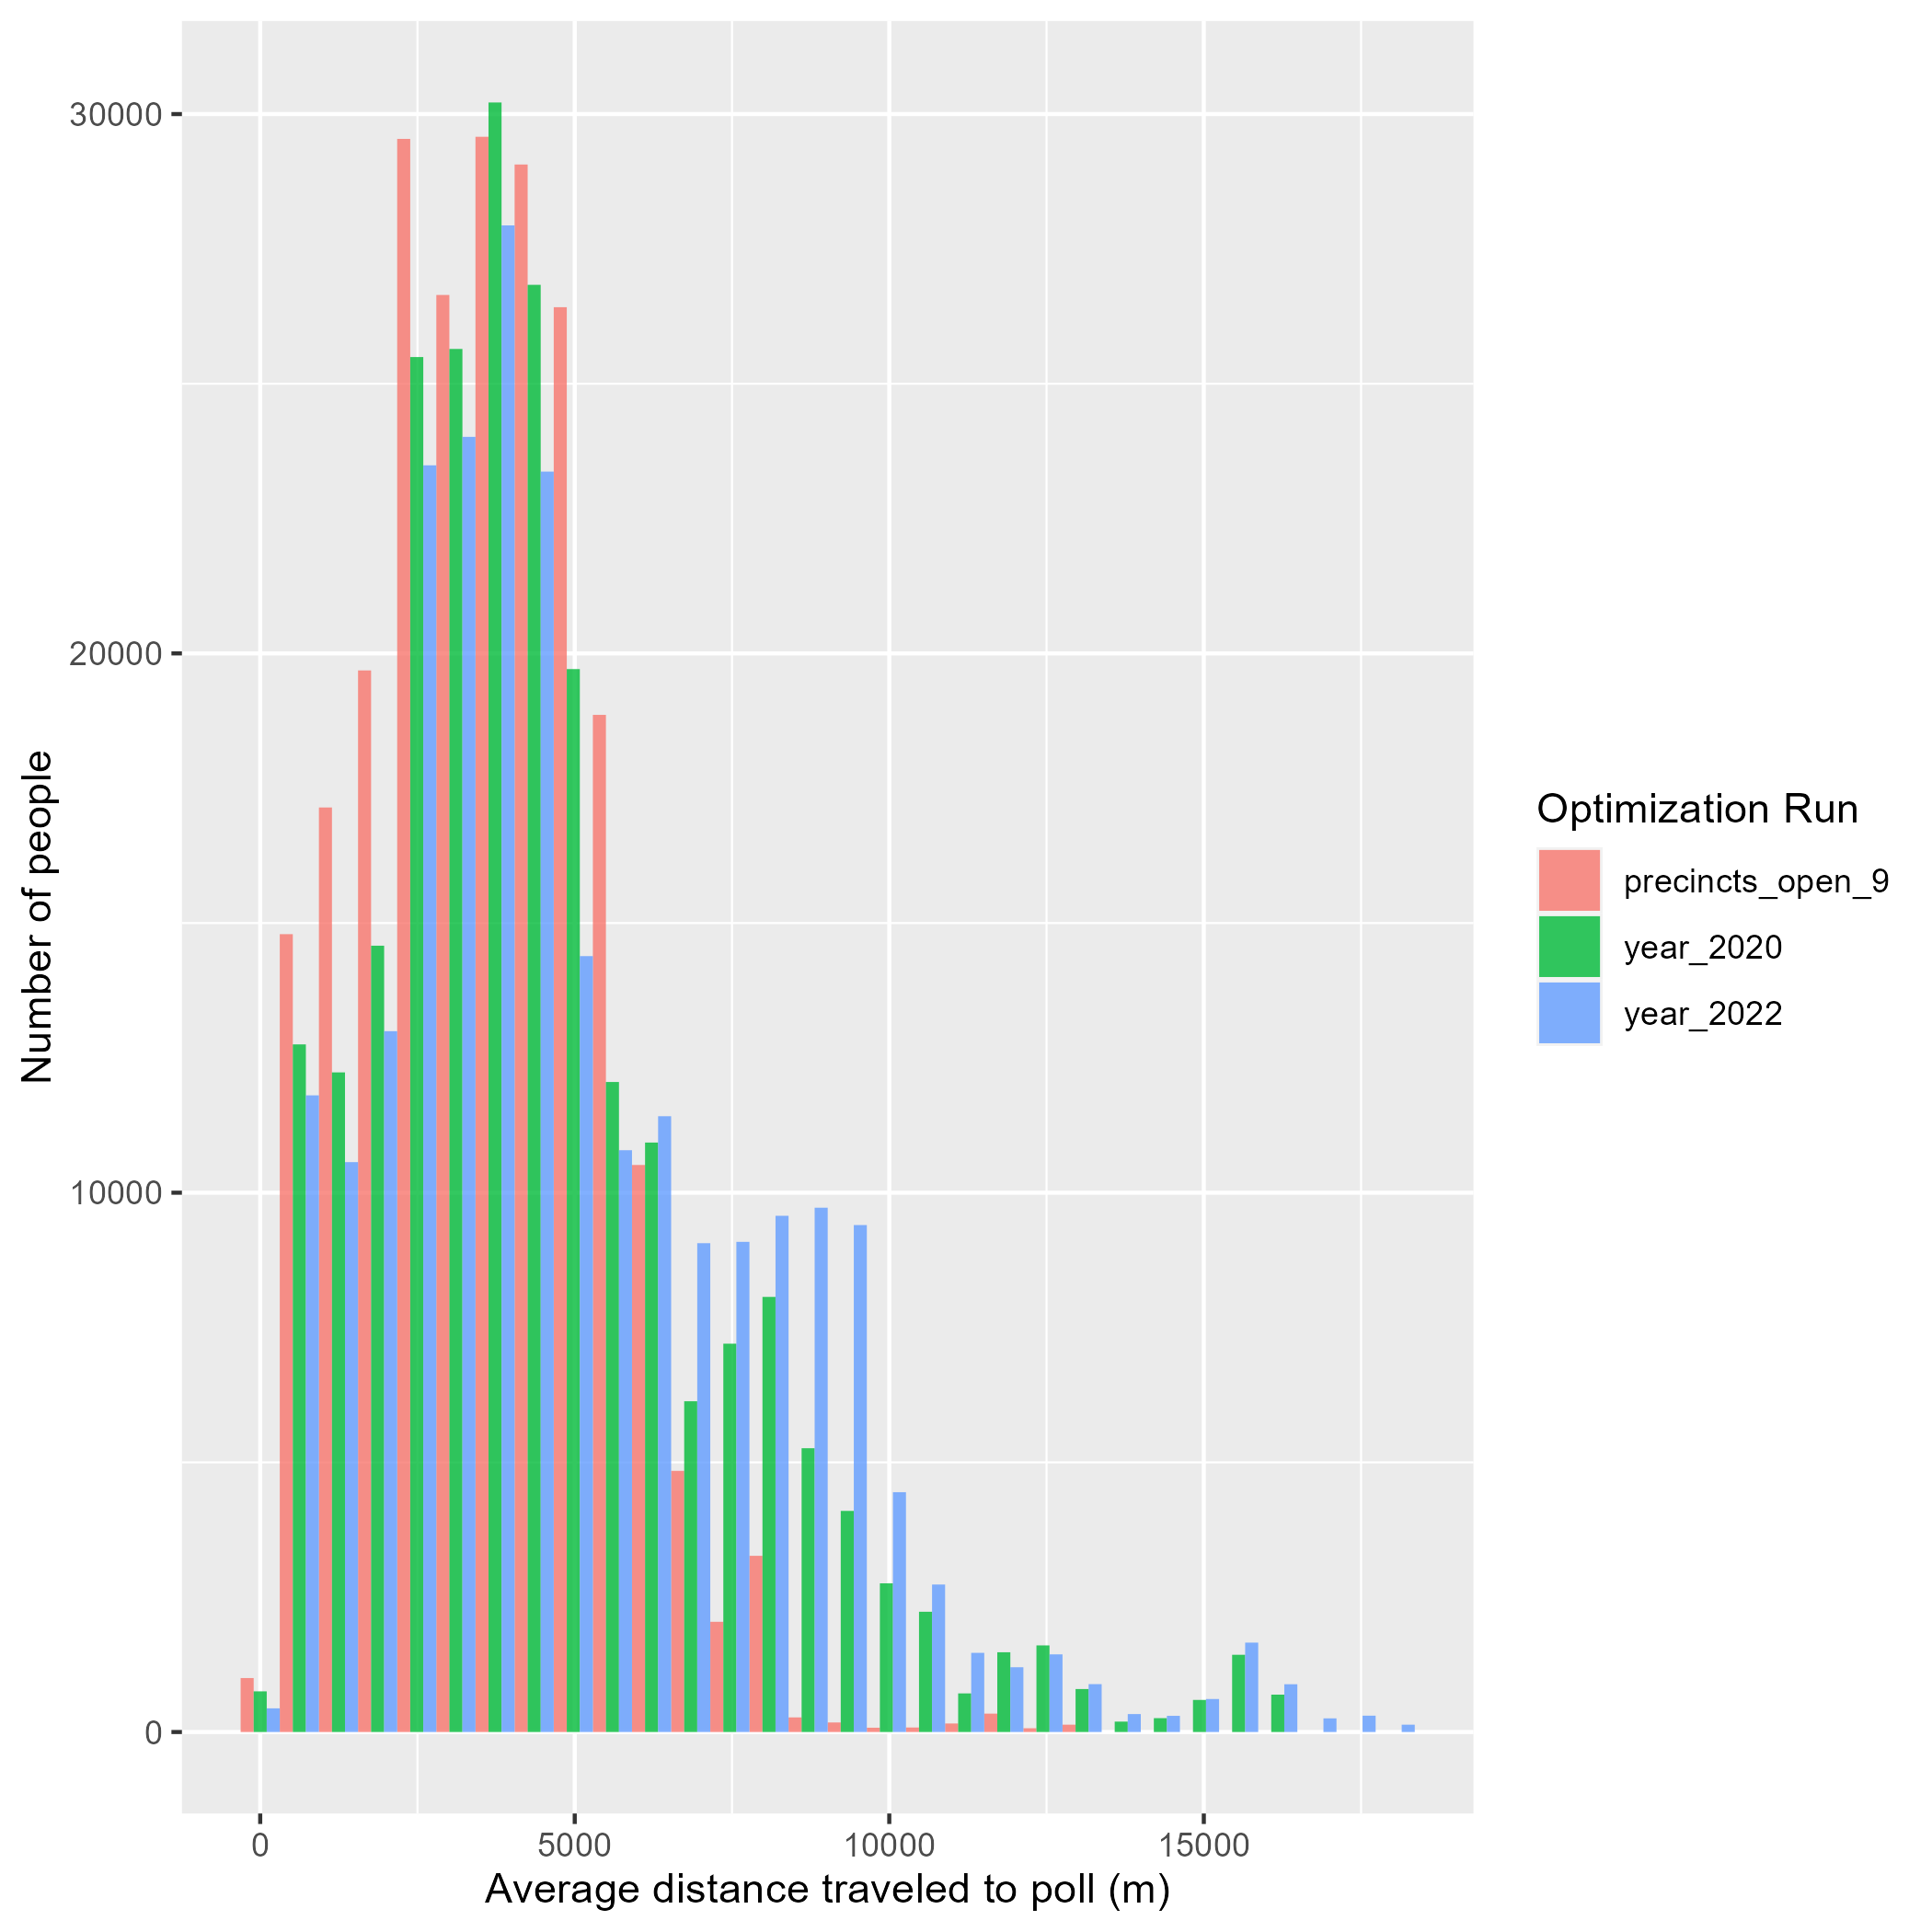 30000
20000
10000
0
Number of people
0 5000 10000 15000
Average distance traveled to poll (m)
Optimization Run
precincts_open_9
year_2020
year_2022